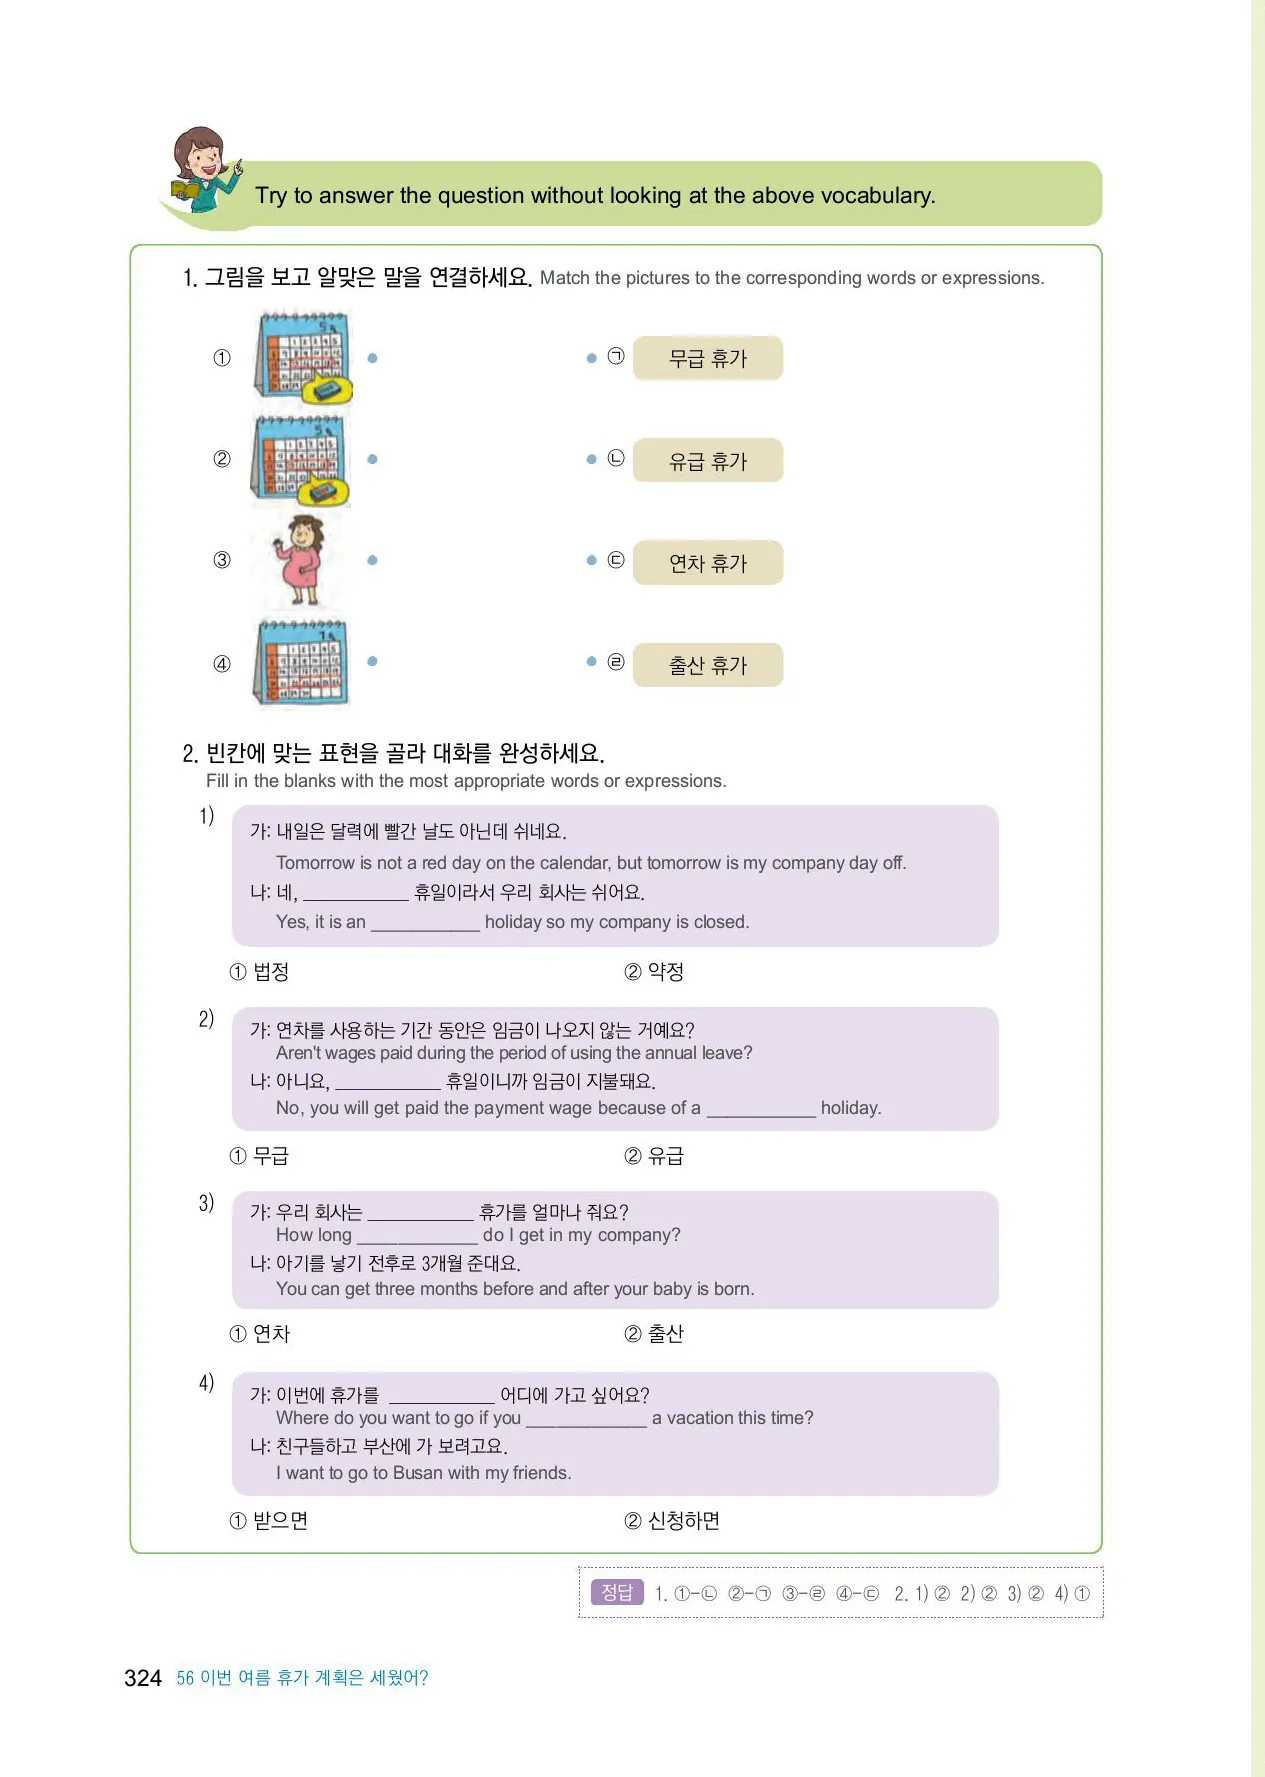 Try to answer the question without looking at the above vocabulary.
1. 그림을 보고 알맞은 말을 연결하세요. Match the pictures to the corresponding words or expressions.
① ㉠ 무급 휴가
② ㉡ 유급 휴가
③ ㉢ 연차 휴가
④ ㉣ 출산 휴가
2. 빈칸에 맞는 표현을 골라 대화를 완성하세요.
Fill in the blanks with the most appropriate words or expressions.
1)
가: 내일은 달력에 빨간 날도 아닌데 쉬네요.
Tomorrow is not a red day on the calendar, but tomorrow is my company day off.
나: 네, ___________ 휴일이라서 우리 회사는 쉬어요.
Yes, it is an ___________ holiday so my company is closed.
① 법정 ② 약정
2)
가: 연차를 사용하는 기간 동안은 임금이 나오지 않는 거예요?
Aren't wages paid during the period of using the annual leave?
나: 아니요, ___________ 휴일이니까 임금이 지불돼요.
No, you will get paid the payment wage because of a ___________ holiday.
① 무급 ② 유급
3)
가: 우리 회사는 ___________ 휴가를 얼마나 줘요?
How long ____________ do I get in my company?
나: 아기를 낳기 전후로 3개월 준대요.
You can get three months before and after your baby is born.
① 연차 ② 출산
4)
가: 이번에 휴가를 ___________ 어디에 가고 싶어요?
Where do you want to go if you ____________ a vacation this time?
나: 친구들하고 부산에 가 보려고요.
I want to go to Busan with my friends.
① 받으면 ② 신청하면
정답 1. ①-㉡ ②-㉠ ③-㉣ ④-㉢ 2. 1) ② 2) ② 3) ② 4) ①
324 56 이번 여름 휴가 계획은 세웠어?